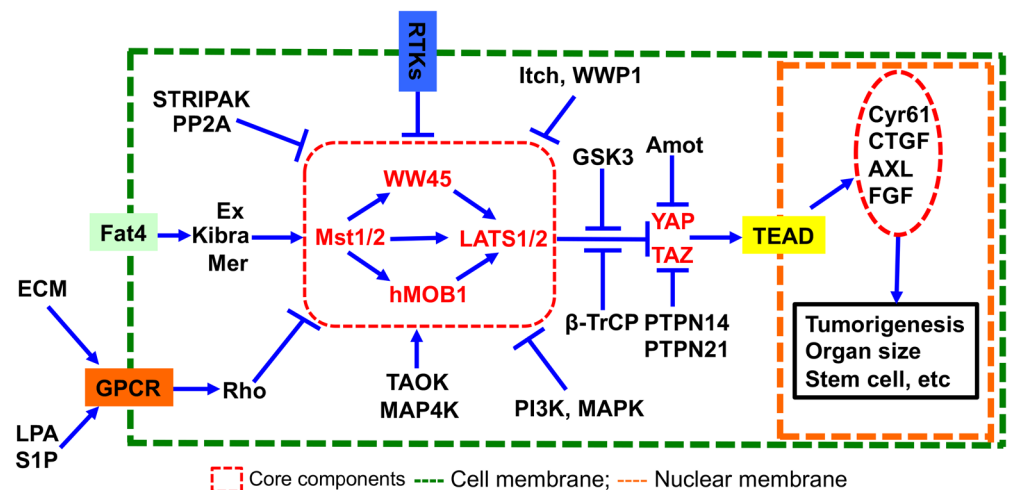 RTKs
Itch, WWP1
STRIPAK
PP2A
GSK3
Amot
Cyr61
CTGF
AXL
FGF
WW45
Fat4
Ex
Kibra
Mer
Mst1/2
LATS1/2
YAP
TAZ
TEAD
hMOB1
ECM
β-TrCP
PTPN14
PTPN21
Tumorigenesis
Organ size
Stem cell, etc
GPCR
Rho
TAOK
MAP4K
PI3K, MAPK
LPA
S1P
Core components
Cell membrane;
Nuclear membrane